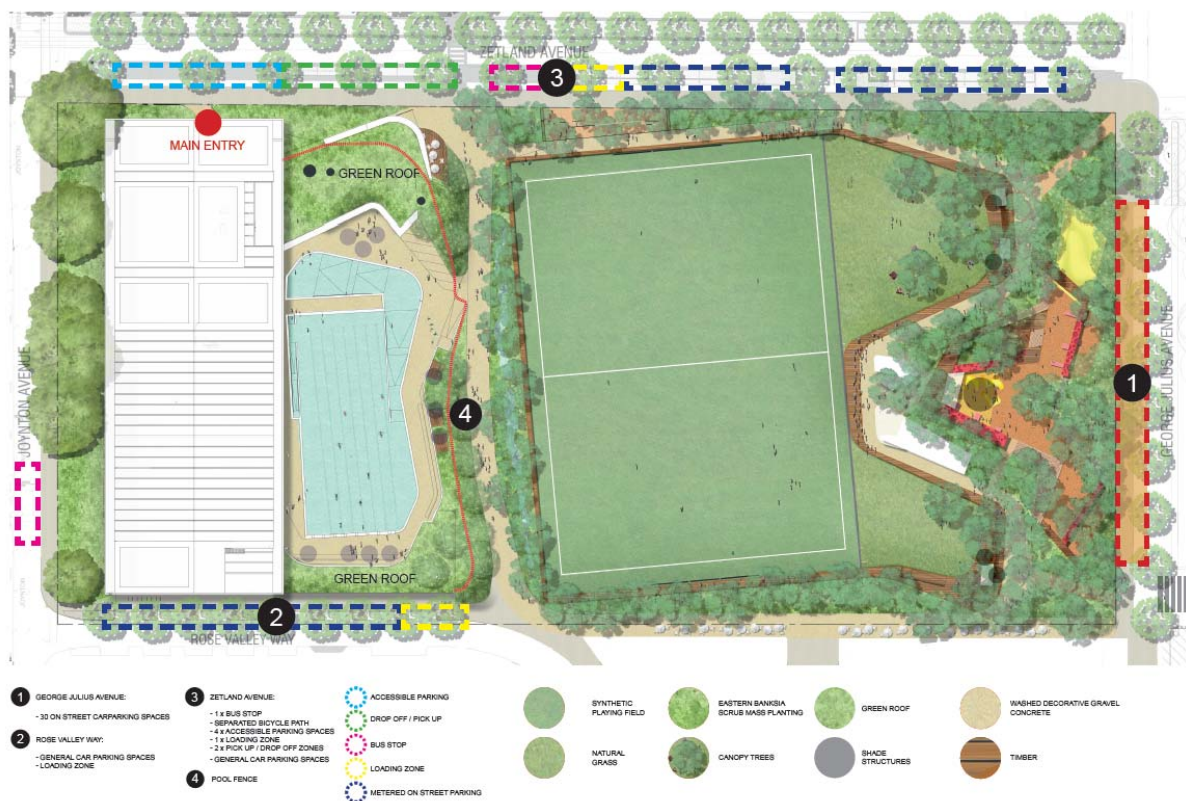 ZETLAND AVENUE
3
MAIN ENTRY
GREEN ROOF
JOYNTON AVENUE
4
1
GEORGE JULIUS AVENUE
GREEN ROOF
2
ROSE VALLEY WAY
JOYNTON
JOYNTON
1 GEORGE JULIUS AVENUE:
- 30 ON STREET CARPARKING SPACES
2 ROSE VALLEY WAY:
- GENERAL CAR PARKING SPACES
- LOADING ZONE
3 ZETLAND AVENUE:
- 1 x BUS STOP
- SEPARATED BICYCLE PATH
- 4 x ACCESSIBLE PARKING SPACES
- 1 x LOADING ZONE
- 2 x PICK UP / DROP OFF ZONES
- GENERAL CAR PARKING SPACES
4 POOL FENCE
ACCESSIBLE PARKING
DROP OFF / PICK UP
BUS STOP
LOADING ZONE
METERED ON STREET PARKING
SYNTHETIC
PLAYING FIELD
NATURAL
GRASS
EASTERN BANKSIA
SCRUB MASS PLANTING
CANOPY TREES
GREEN ROOF
SHADE
STRUCTURES
WASHED DECORATIVE GRAVEL
CONCRETE
TIMBER